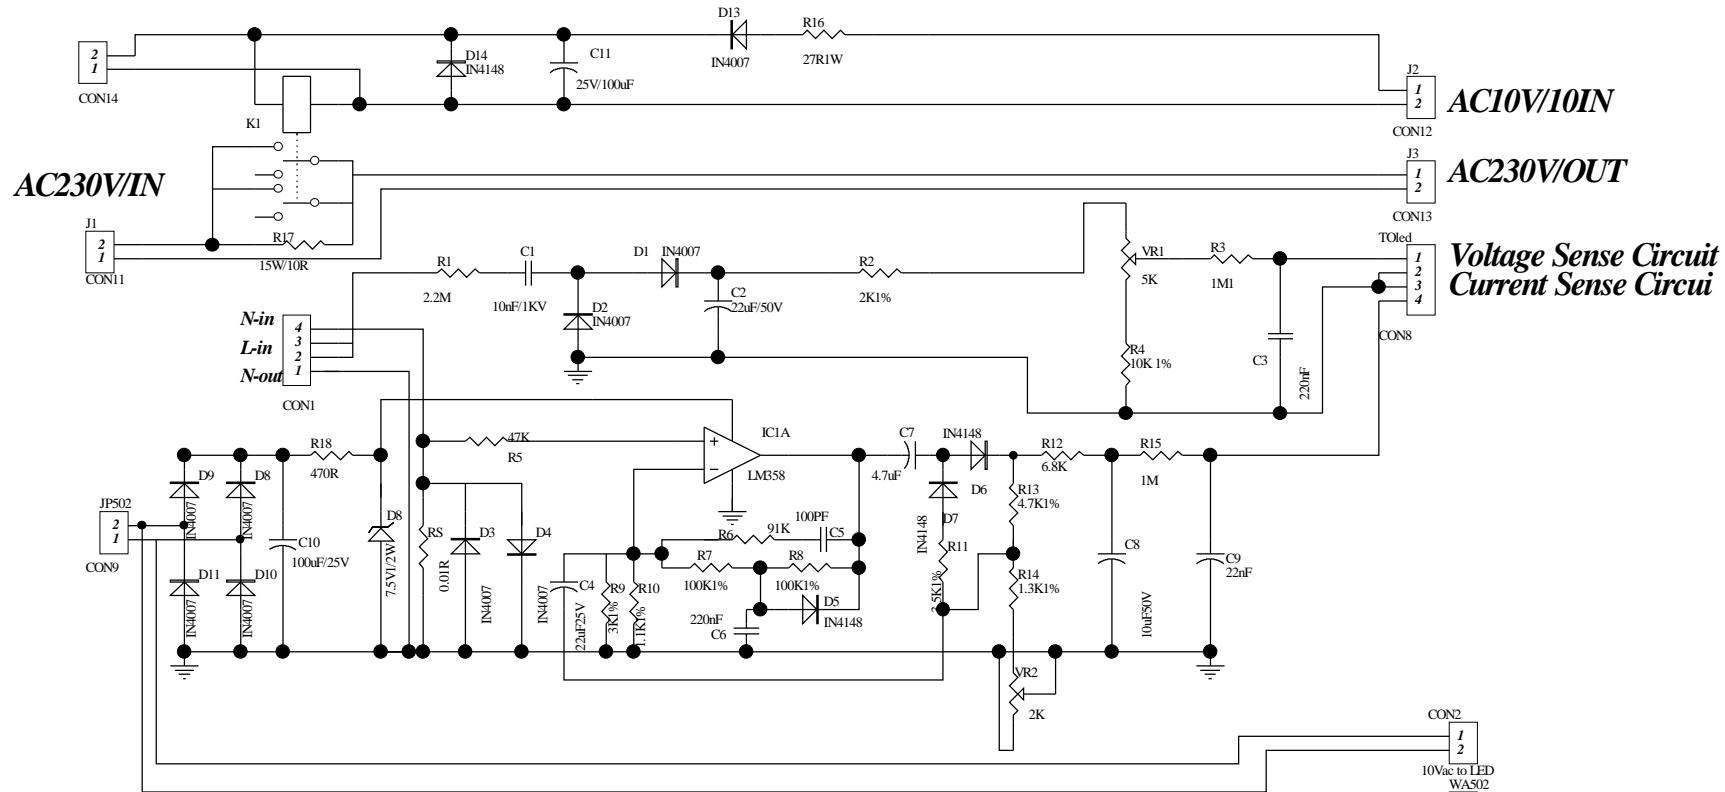 D13
R16
2
1
D14
IN4148
C11
IN4007
27R1W
25V/100uF
J2
1
2
CON14
K1
AC10V/10IN
CON12
J3
1
2
AC230V/OUT
CON13
AC230V/IN
J1
2
1
R17
15W/10R
CON11
TOled
1
2
3
4
Voltage Sense Circuit
Current Sense Circui
CON8
R1
2.2M
C1
10nF/1KV
D1
IN4007
D2
IN4007
C2
22uF/50V
R2
2K1%
VR1
5K
R3
1M1
R4
10K 1%
C3
220nF
N-in
L-in
N-out
4
3
2
1
CON1
R18
470R
47K
R5
IC1A
+
−
LM358
C7
4.7uF
IN4148
D6
R12
6.8K
R15
1M
D9
IN4007
D8
IN4007
JP502
2
1
CON9
C10
100uF/25V
D8
7.5V1/2W
RS
0.01R
D3
IN4007
D4
IN4007
D11
IN4007
D10
IN4007
C4
22uF25V
R9
3K1%
R10
1.1K1%
R6
91K
100PF
C5
R7
100K1%
R8
100K1%
220nF
C6
D5
IN4148
IN4148
D7
R11
3.5K1%
R13
4.7K1%
R14
1.3K1%
C8
10uF50V
C9
22nF
VR2
2K
CON2
1
2
10Vac to LED
WA502